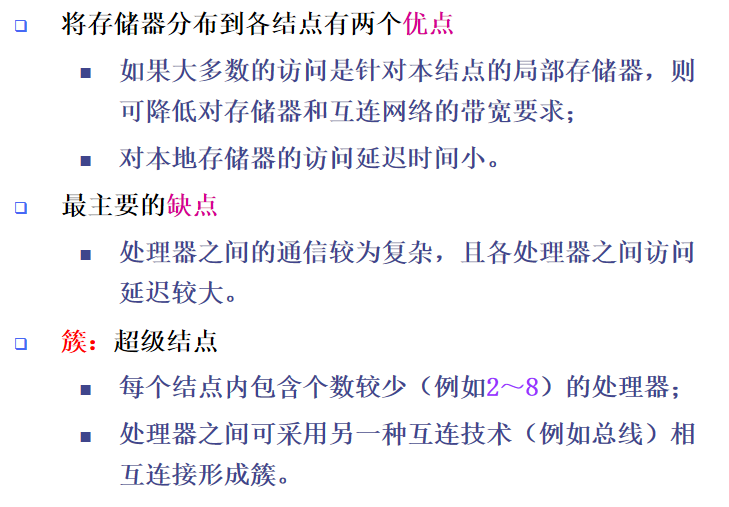 将存储器分布到各结点有两个优点
如果大多数的访问是针对本结点的局部存储器，则
可降低对存储器和互连网络的带宽要求；
对本地存储器的访问延迟时间小。
最主要的缺点
处理器之间的通信较为复杂，且各处理器之间访问
延迟较大。
簇：超级结点
每个结点内包含个数较少（例如2～8）的处理器；
处理器之间可采用另一种互连技术（例如总线）相
互连接形成簇。